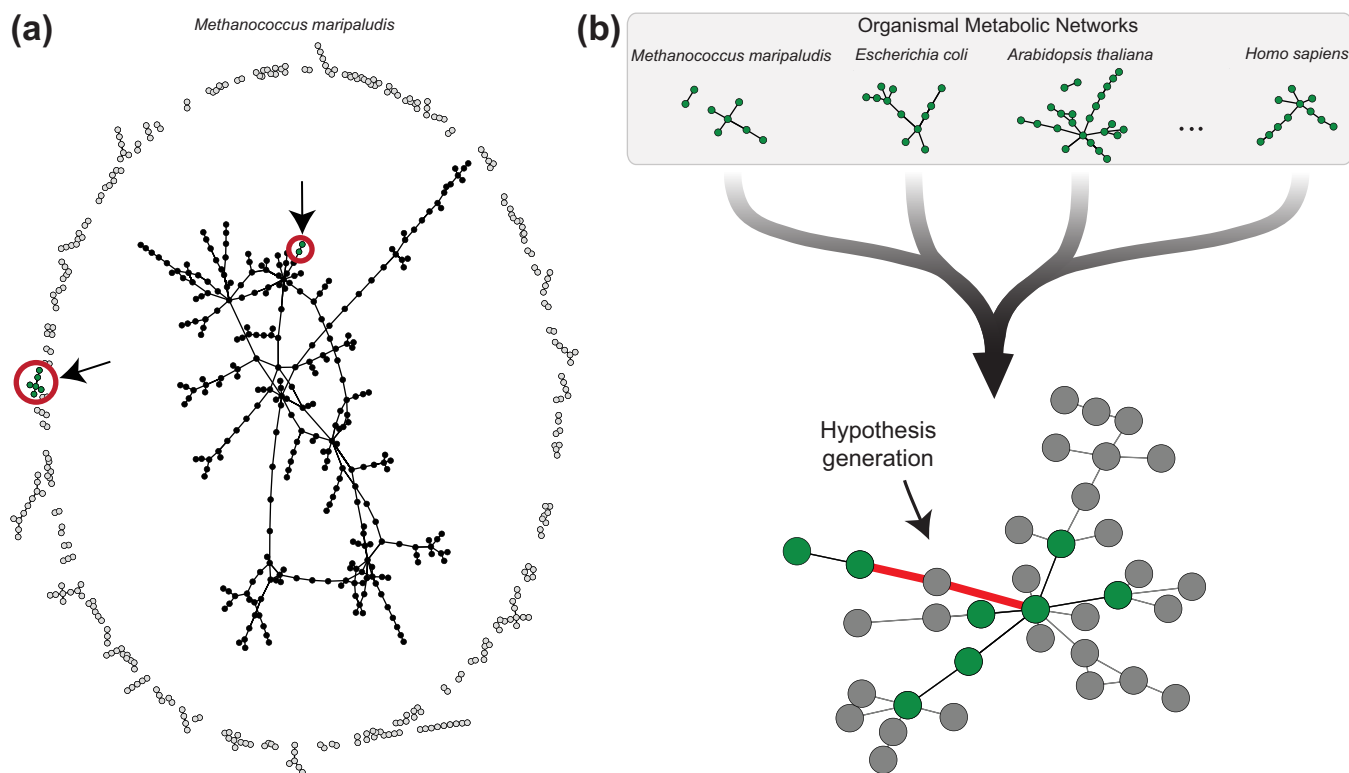 (a)
Methanococcus maripaludis
(b)
Organismal Metabolic Networks
Methanococcus maripaludis
Escherichia coli
Arabidopsis thaliana
...
Homo sapiens
Hypothesis
generation